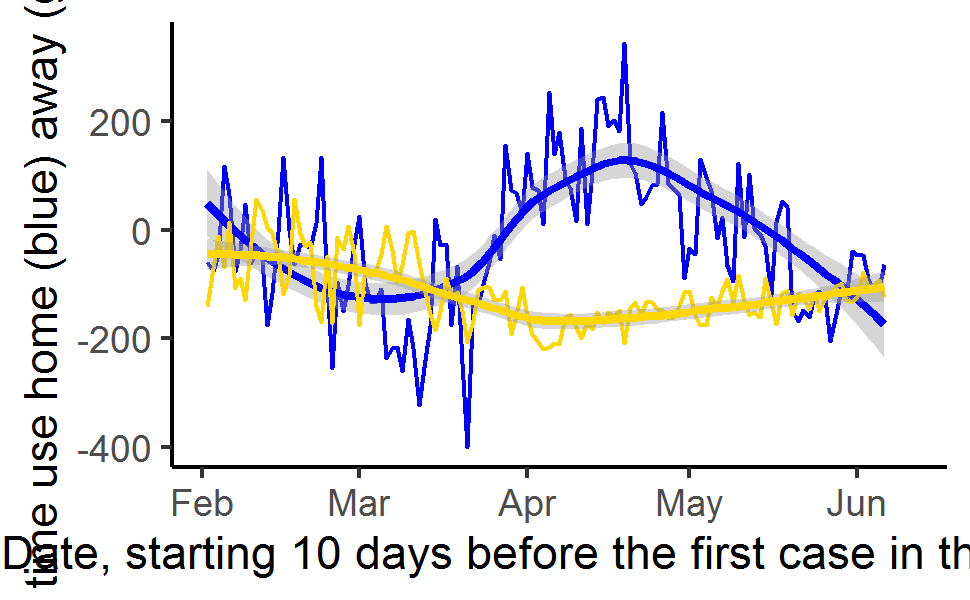 time use home (blue) away (
200
0
-200
-400
Feb Mar Apr May Jun
Date, starting 10 days before the first case in th